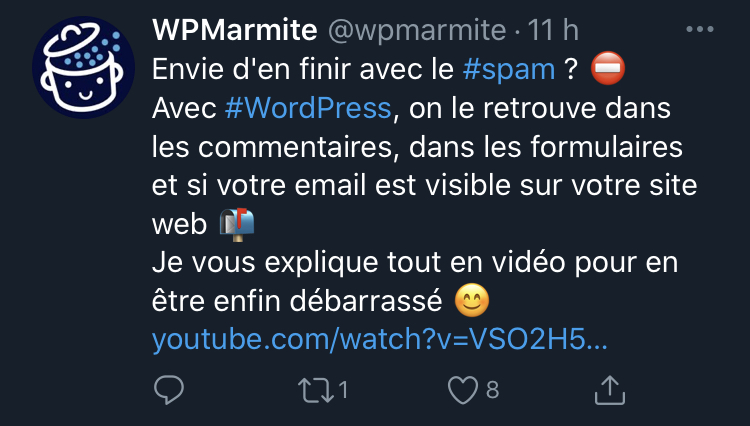 WPMarmite @wpmarmite · 11 h
Envie d'en finir avec le #spam ? ⛔
Avec #WordPress, on le retrouve dans
les commentaires, dans les formulaires
et si votre email est visible sur votre site
web 📬
Je vous explique tout en vidéo pour en
être enfin débarrassé 😊
youtube.com/watch?v=VSO2H5...
1 8